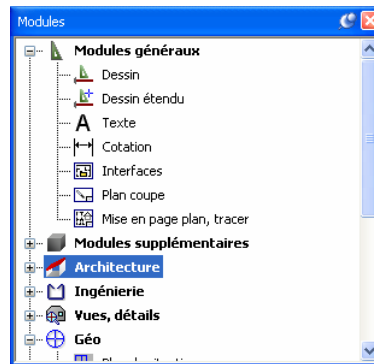 Modules
Modules généraux
Dessin
Dessin étendu
A Texte
Cotation
Interfaces
Plan coupe
Mise en page plan, tracer
Modules supplémentaires
Architecture
Ingénierie
Vues, détails
Géo